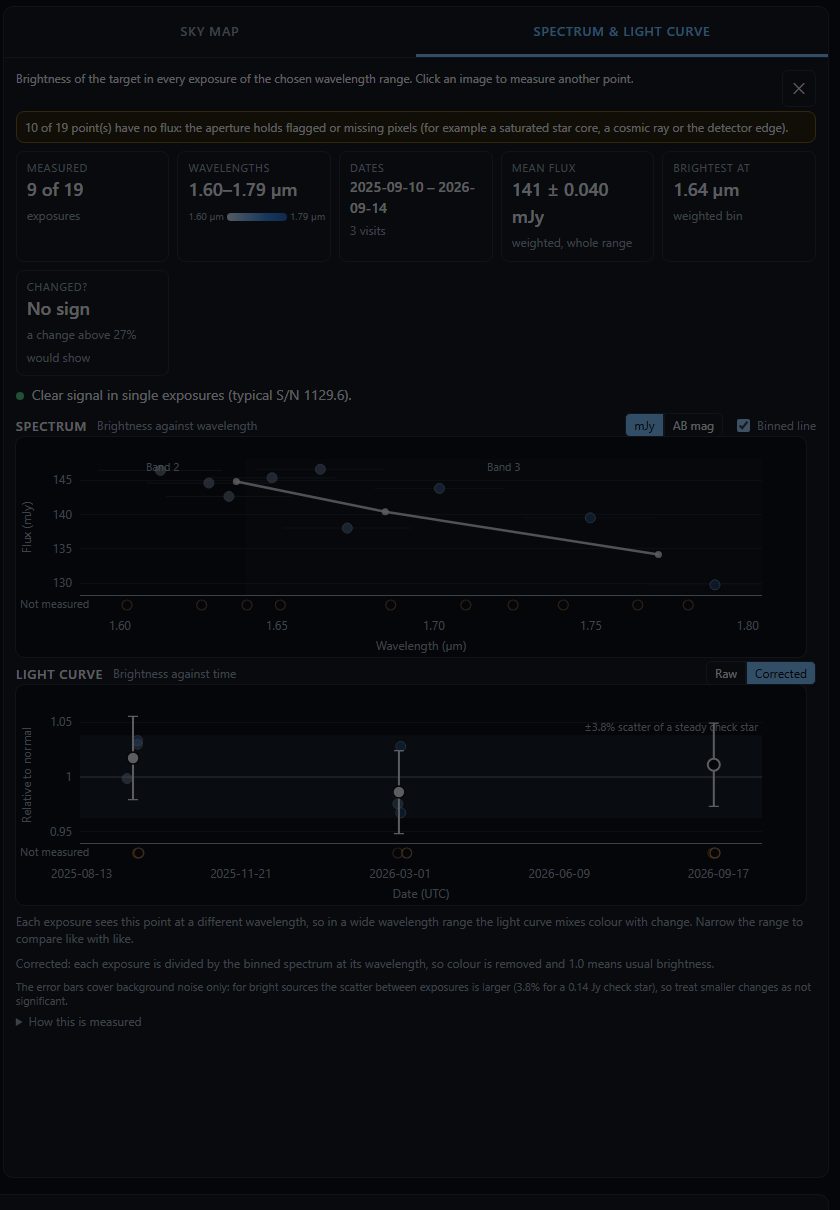 SKY MAP
SPECTRUM & LIGHT CURVE
Brightness of the target in every exposure of the chosen wavelength range. Click an image to measure another point.
10 of 19 point(s) have no flux: the aperture holds flagged or missing pixels (for example a saturated star core, a cosmic ray or the detector edge).
MEASURED
9 of 19
exposures
WAVELENGTHS
1.60–1.79 µm
1.60 µm 1.79 µm
DATES
2025-09-10 – 2026-
09-14
3 visits
MEAN FLUX
141 ± 0.040
mJy
weighted, whole range
BRIGHTEST AT
1.64 µm
weighted bin
CHANGED?
No sign
a change above 27%
would show
Clear signal in single exposures (typical S/N 1129.6).
SPECTRUM Brightness against wavelength
mJy AB mag Binned line
Band 2 Band 3
145
140
135
130
Flux (mJy)
Not measured
1.60 1.65 1.70 1.75 1.80
Wavelength (µm)
LIGHT CURVE Brightness against time
Raw Corrected
±3.8% scatter of a steady check star
1.05
1
0.95
Relative to normal
Not measured
2025-08-13 2025-11-21 2026-03-01 2026-06-09 2026-09-17
Date (UTC)
Each exposure sees this point at a different wavelength, so in a wide wavelength range the light curve mixes colour with change. Narrow the range to
compare like with like.
Corrected: each exposure is divided by the binned spectrum at its wavelength, so colour is removed and 1.0 means usual brightness.
The error bars cover background noise only: for bright sources the scatter between exposures is larger (3.8% for a 0.14 Jy check star), so treat smaller changes as not
significant.
How this is measured